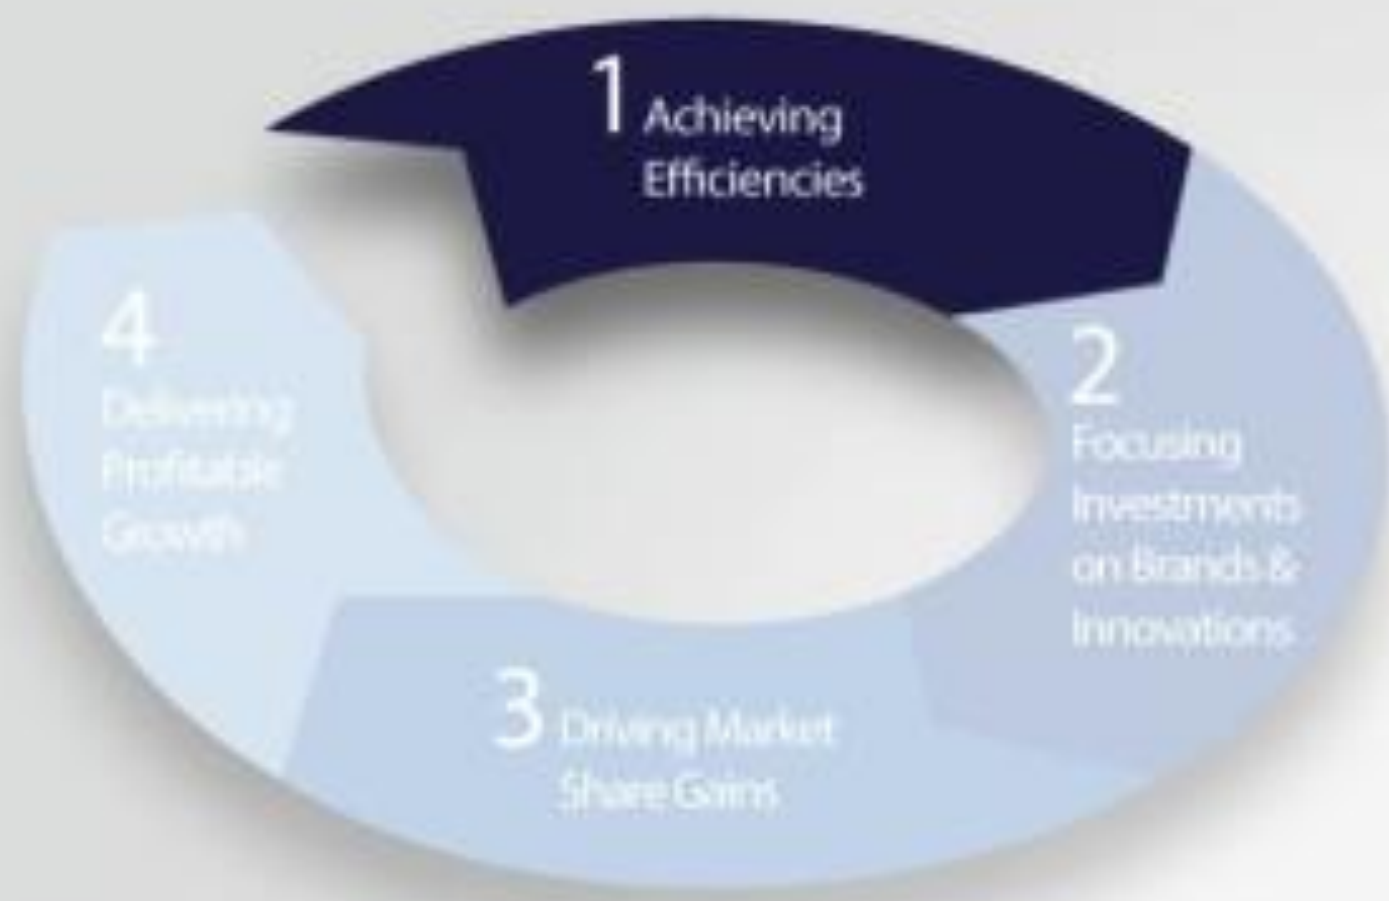 1 Achieving
Efficiencies
2
Focusing
Investments
on Brands &
Innovations
3 Driving Market
Share Gains
4
Delivering
Profitable
Growth